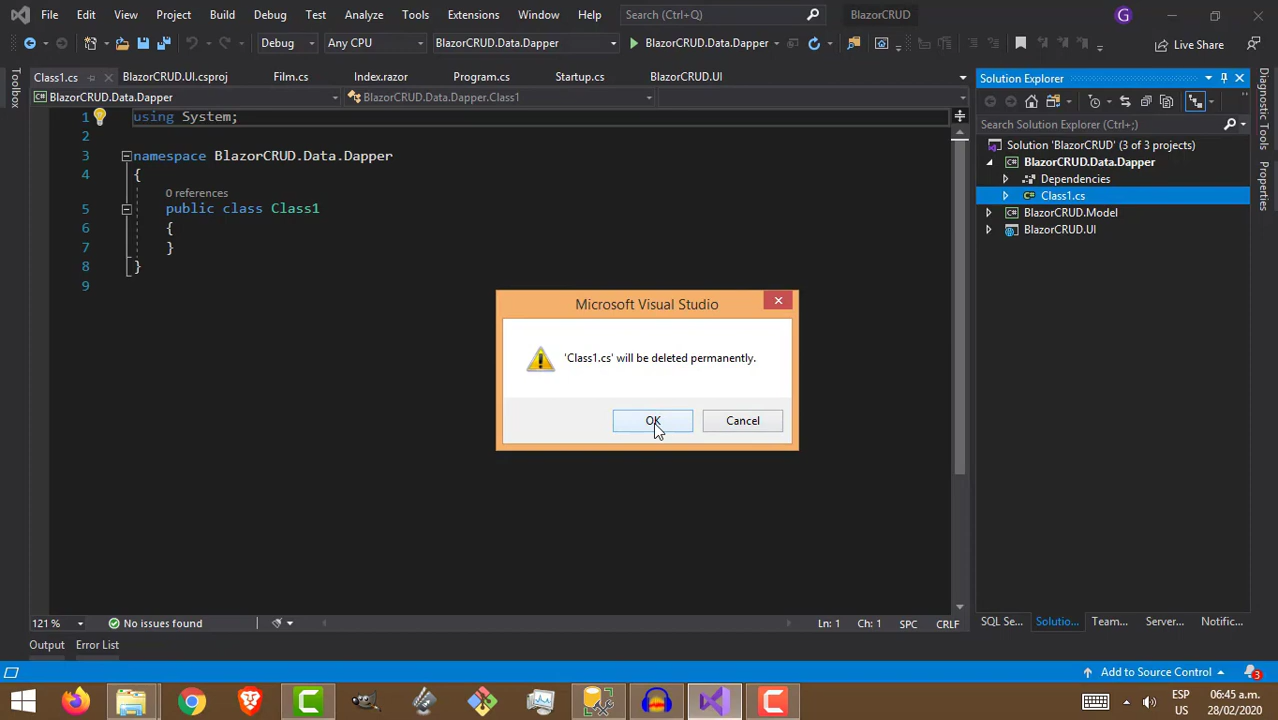 File Edit View Project Build Debug Test Analyze Tools Extensions Window Help Search (Ctrl+Q) BlazorCRUD G
Debug Any CPU BlazorCRUD.Data.Dapper BlazorCRUD.Data.Dapper Live Share
Class1.cs BlazorCRUD.UI.csproj Film.cs Index.razor Program.cs Startup.cs BlazorCRUD.UI
BlazorCRUD.Data.Dapper BlazorCRUD.Data.Dapper.Class1
Toolbox
1 using System;
2
3 namespace BlazorCRUD.Data.Dapper
4 {
0 references
5 public class Class1
6 {
7 }
8 }
9
Microsoft Visual Studio
'Class1.cs' will be deleted permanently.
OK Cancel
Solution Explorer
Search Solution Explorer (Ctrl+;)
Solution 'BlazorCRUD' (3 of 3 projects)
BlazorCRUD.Data.Dapper
Dependencies
Class1.cs
BlazorCRUD.Model
BlazorCRUD.UI
Diagnostic Tools
Properties
121 % No issues found Ln: 1 Ch: 1 SPC CRLF
SQL Se... Solutio... Team... Server... Notific...
Output Error List
Add to Source Control 3
ESP 06:45 a.m.
US 28/02/2020